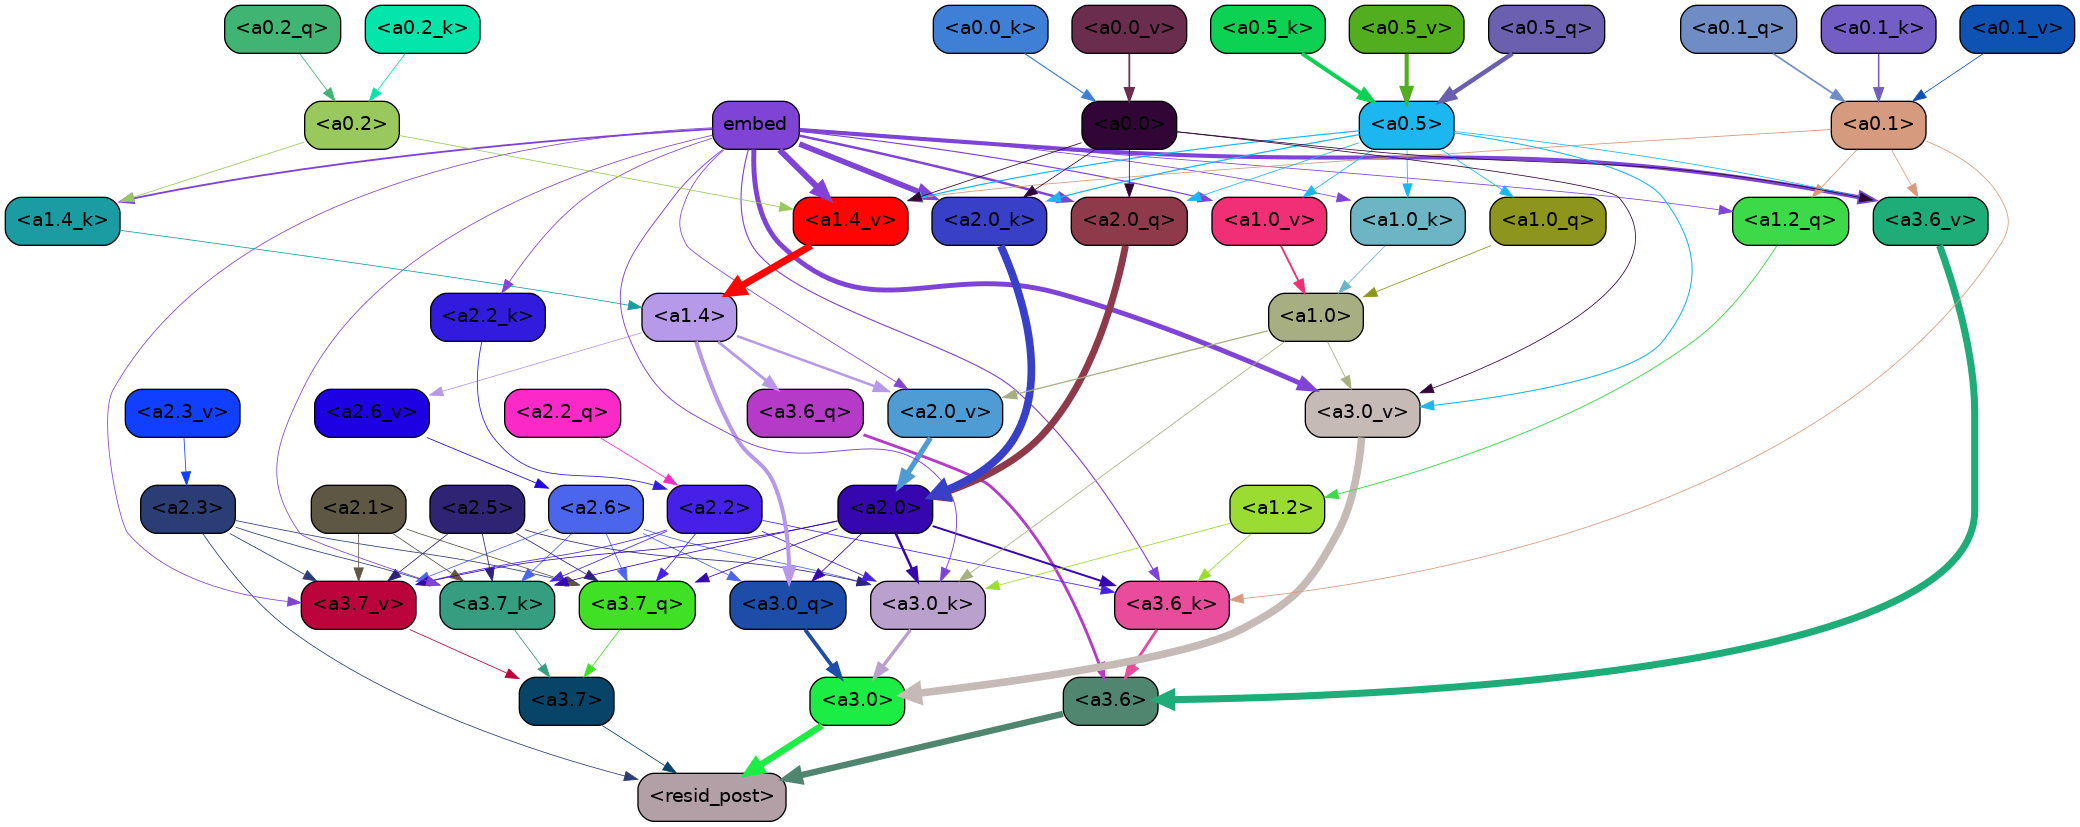 <a0.2_q> <a0.2_k> <a0.0_k> <a0.0_v> <a0.5_k> <a0.5_v> <a0.5_q> <a0.1_q> <a0.1_k> <a0.1_v>
<a0.2> embed <a0.0> <a0.5> <a0.1>
<a1.4_k> <a1.4_v> <a2.0_k> <a2.0_q> <a1.0_v> <a1.0_k> <a1.0_q> <a1.2_q> <a3.6_v>
<a2.2_k> <a1.4> <a1.0>
<a2.3_v> <a2.6_v> <a2.2_q> <a3.6_q> <a2.0_v> <a3.0_v>
<a2.3> <a2.1> <a2.5> <a2.6> <a2.2> <a2.0> <a1.2>
<a3.7_v> <a3.7_k> <a3.7_q> <a3.0_q> <a3.0_k> <a3.6_k>
<a3.7> <a3.0> <a3.6>
<resid_post>